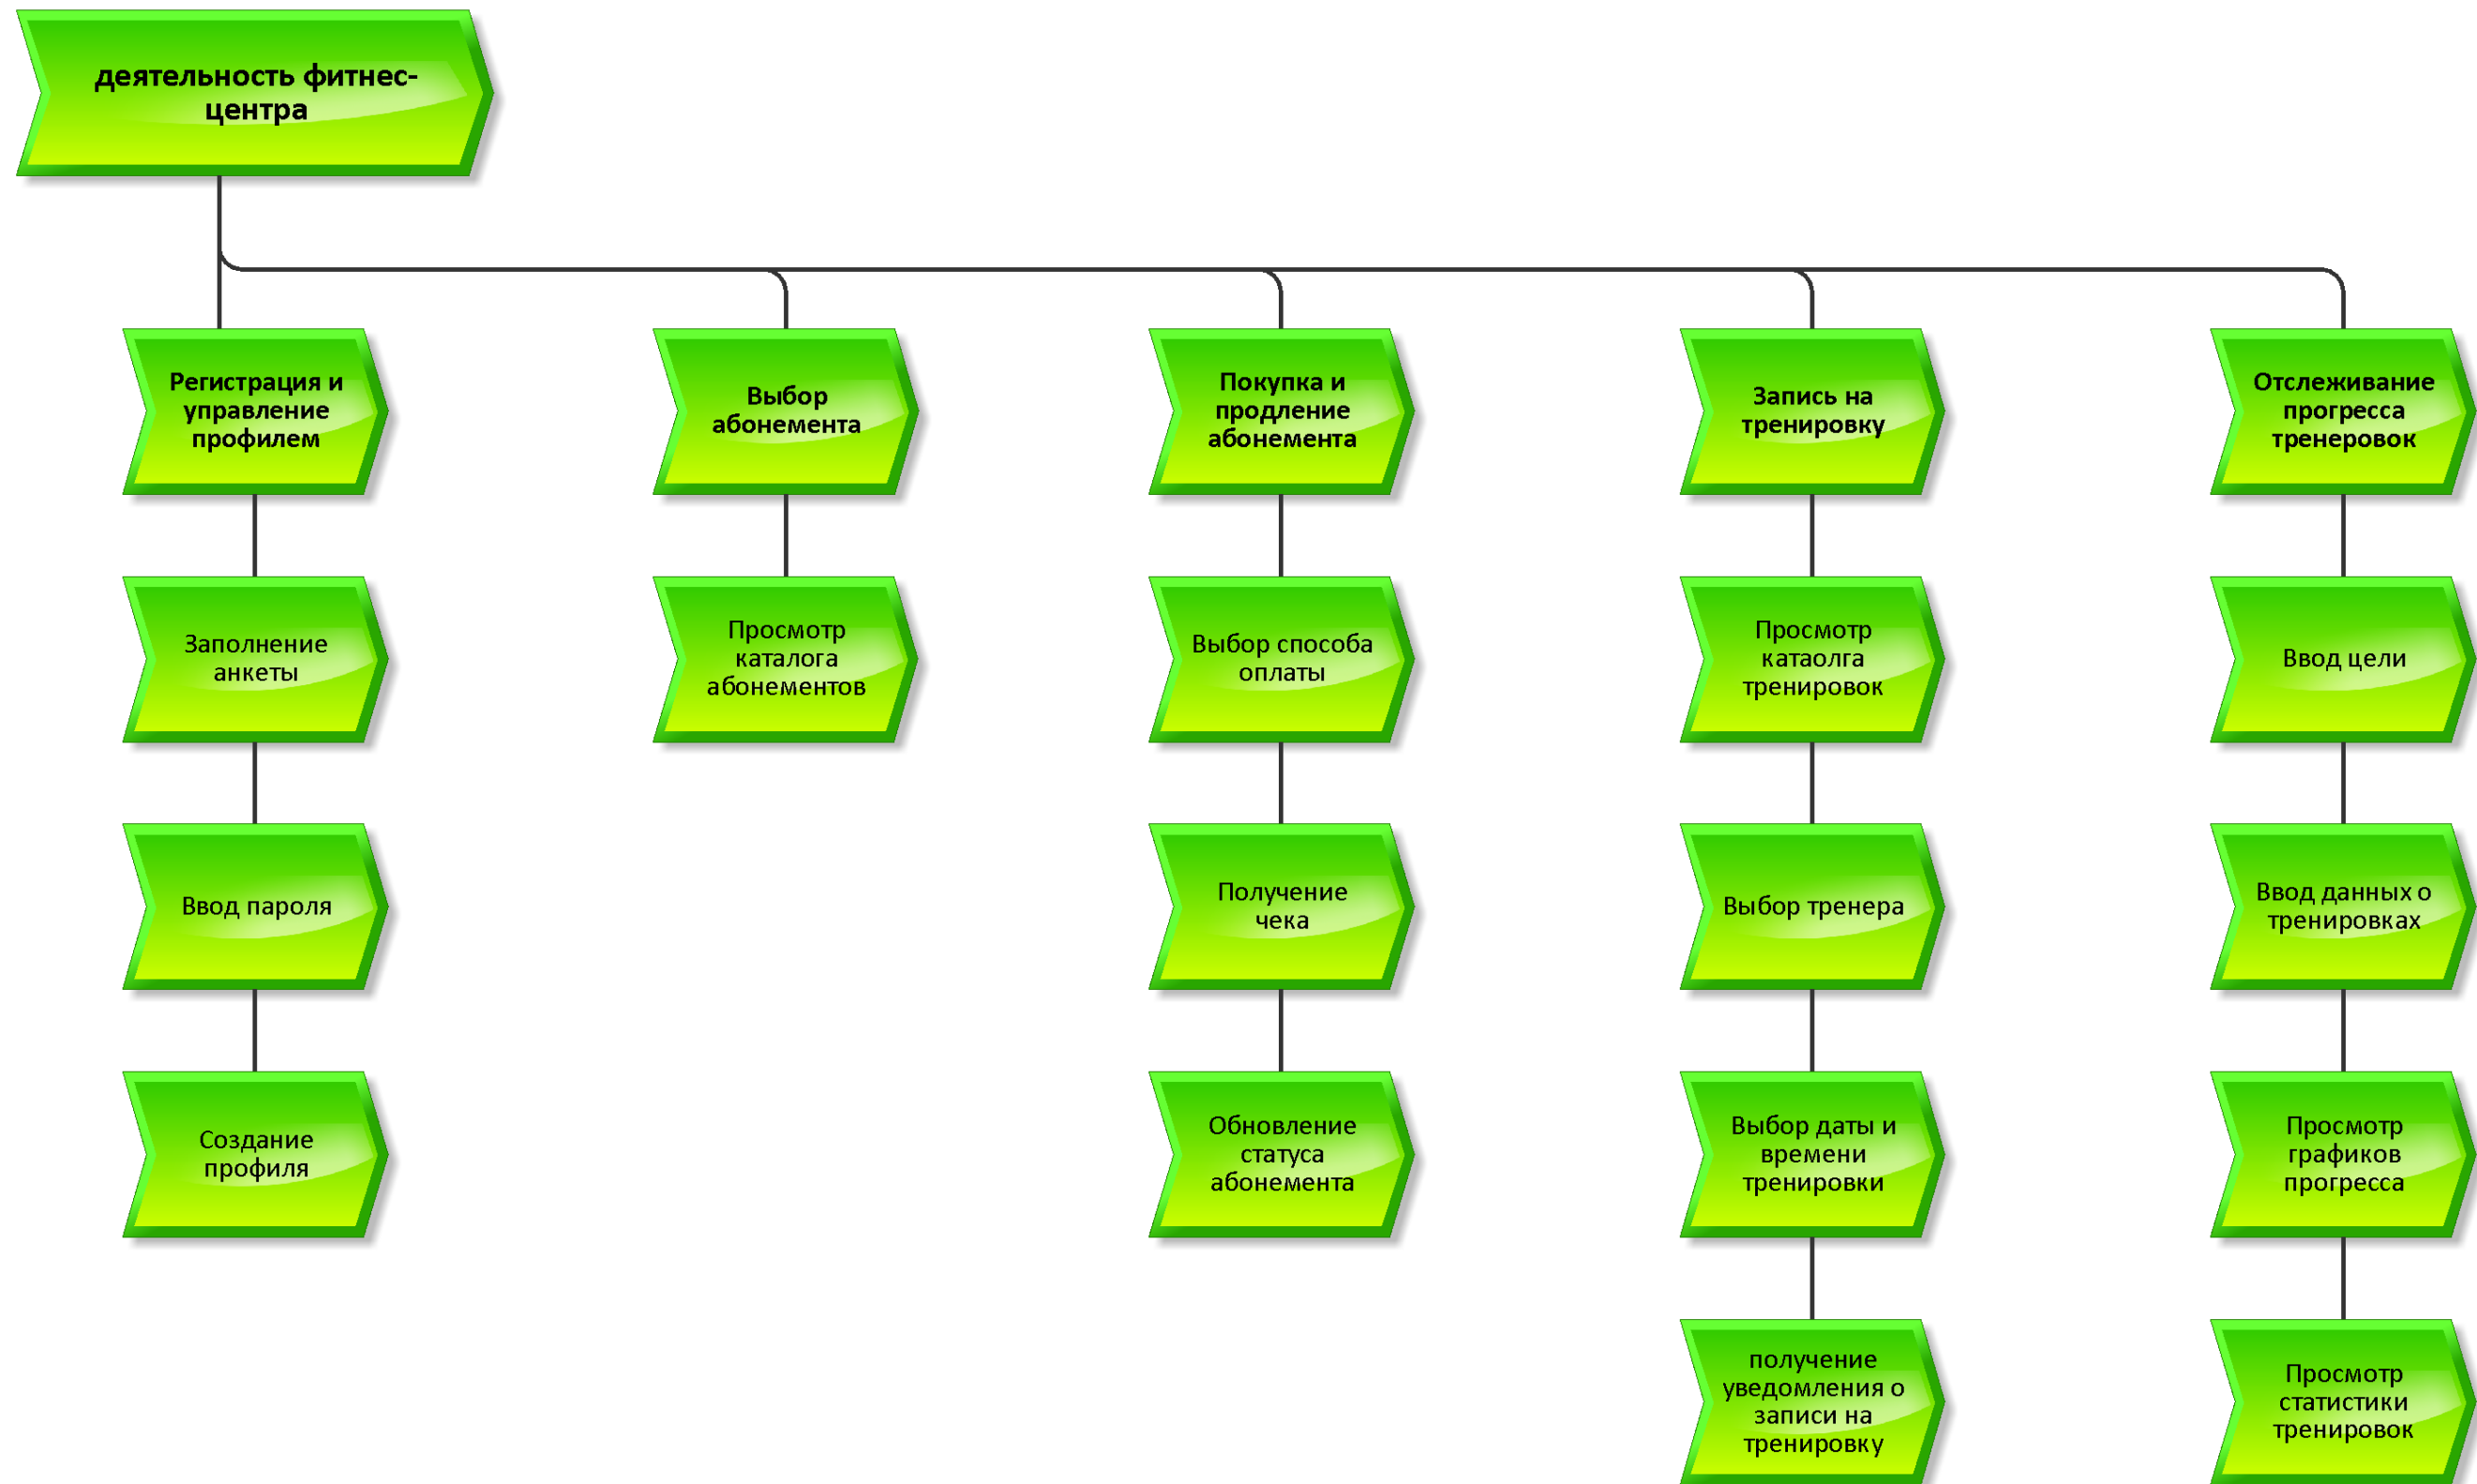 деятельность фитнес-
центра
Регистрация и
управление
профилем
Выбор
абонемента
Покупка и
продление
абонемента
Запись на
тренировку
Отслеживание
прогресса
тренеровок
Заполнение
анкеты
Просмотр
каталога
абонементов
Выбор способа
оплаты
Просмотр
катаолга
тренировок
Ввод цели
Ввод пароля
Получение
чека
Выбор тренера
Ввод данных о
тренировках
Создание
профиля
Обновление
статуса
абонемента
Выбор даты и
времени
тренировки
Просмотр
графиков
прогресса
получение
уведомления о
записи на
тренировку
Просмотр
статистики
тренировок